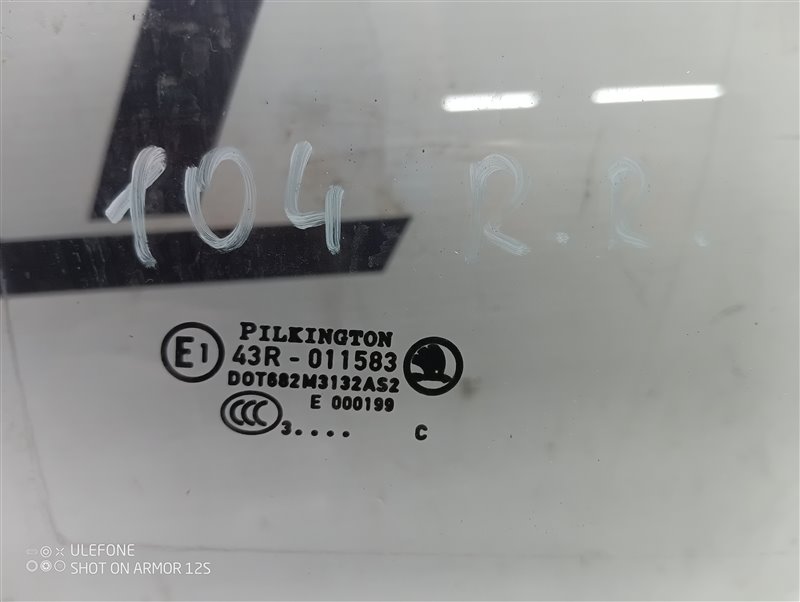 104 R.R.
PILKINGTON
E1 43R - 011583
DOT682M3132AS2
E 000199
CCC 3.... C
ULEFONE
SHOT ON ARMOR 12S